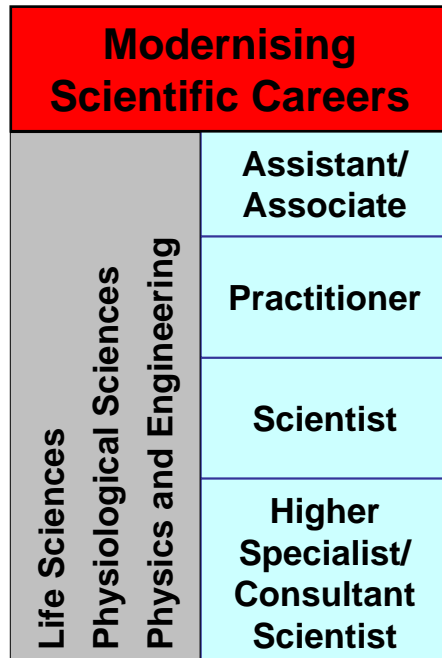 Modernising
Scientific Careers
Life Sciences
Physiological Sciences
Physics and Engineering
Assistant/
Associate
Practitioner
Scientist
Higher
Specialist/
Consultant
Scientist